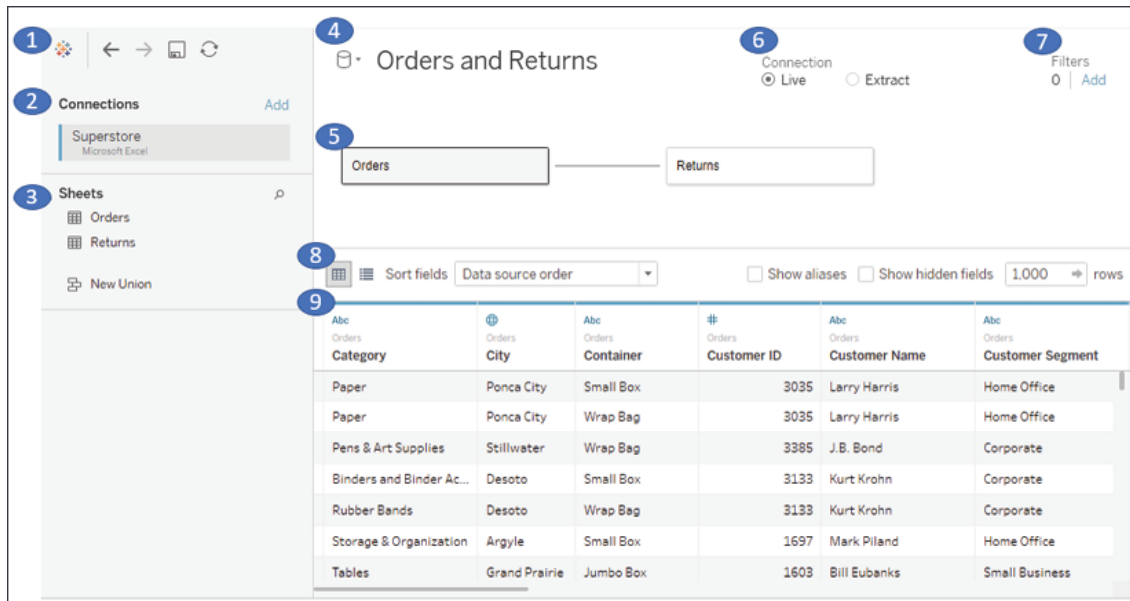 1
2 Connections Add
Superstore
Microsoft Excel
3 Sheets
Orders
Returns
New Union
4 Orders and Returns
6 Connection
Live Extract
7 Filters
0 Add
5 Orders Returns
8 Sort fields Data source order Show aliases Show hidden fields 1,000 rows
9
Abc Abc # Abc Abc
Orders Orders Orders Orders Orders Orders
Category City Container Customer ID Customer Name Customer Segment
Paper Ponca City Small Box 3035 Larry Harris Home Office
Paper Ponca City Wrap Bag 3035 Larry Harris Home Office
Pens & Art Supplies Stillwater Wrap Bag 3385 J.B. Bond Corporate
Binders and Binder Ac... Desoto Small Box 3133 Kurt Krohn Corporate
Rubber Bands Desoto Wrap Bag 3133 Kurt Krohn Corporate
Storage & Organization Argyle Small Box 1697 Mark Piland Home Office
Tables Grand Prairie Jumbo Box 1603 Bill Eubanks Small Business